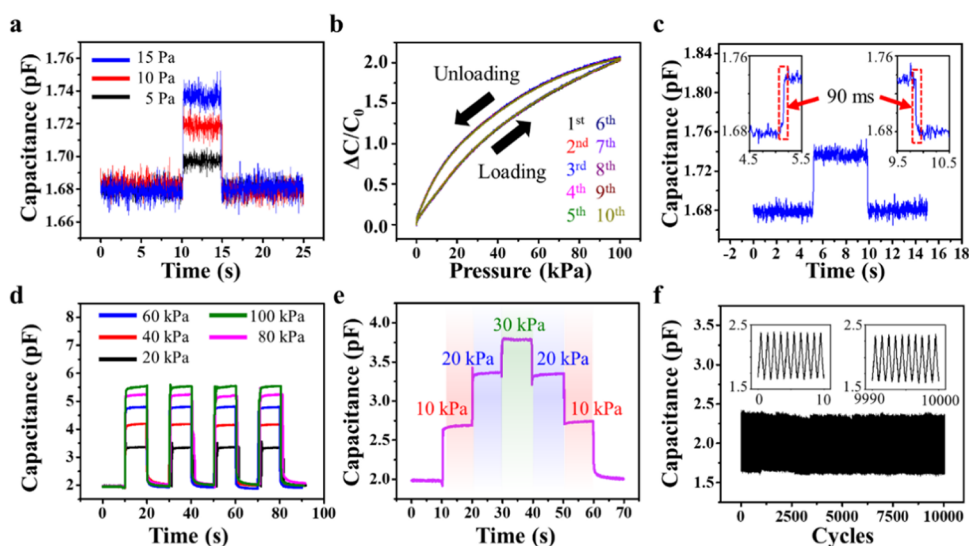 a
Capacitance (pF)
1.76
1.74
1.72
1.70
1.68
1.66
15 Pa
10 Pa
5 Pa
0 5 10 15 20 25
Time (s)
b
ΔC/C0
2.0
1.5
1.0
0.5
0.0
Unloading
Loading
1st 6th
2nd 7th
3rd 8th
4th 9th
5th 10th
0 20 40 60 80 100
Pressure (kPa)
c
Capacitance (pF)
1.84
1.80
1.76
1.72
1.68
1.76
1.68
4.5 5.5
90 ms
1.76
1.68
9.5 10.5
-2 0 2 4 6 8 10 12 14 16 18
Time (s)
d
Capacitance (pF)
8
7
6
5
4
3
2
60 kPa 100 kPa
40 kPa 80 kPa
20 kPa
0 20 40 60 80 100
Time (s)
e
Capacitance (pF)
4.0
3.5
3.0
2.5
2.0
30 kPa
20 kPa 20 kPa
10 kPa 10 kPa
0 10 20 30 40 50 60 70
Time (s)
f
Capacitance (pF)
3.5
3.0
2.5
2.0
1.5
2.5
1.5
0 10
2.5
1.5
9990 10000
0 2500 5000 7500 10000
Cycles